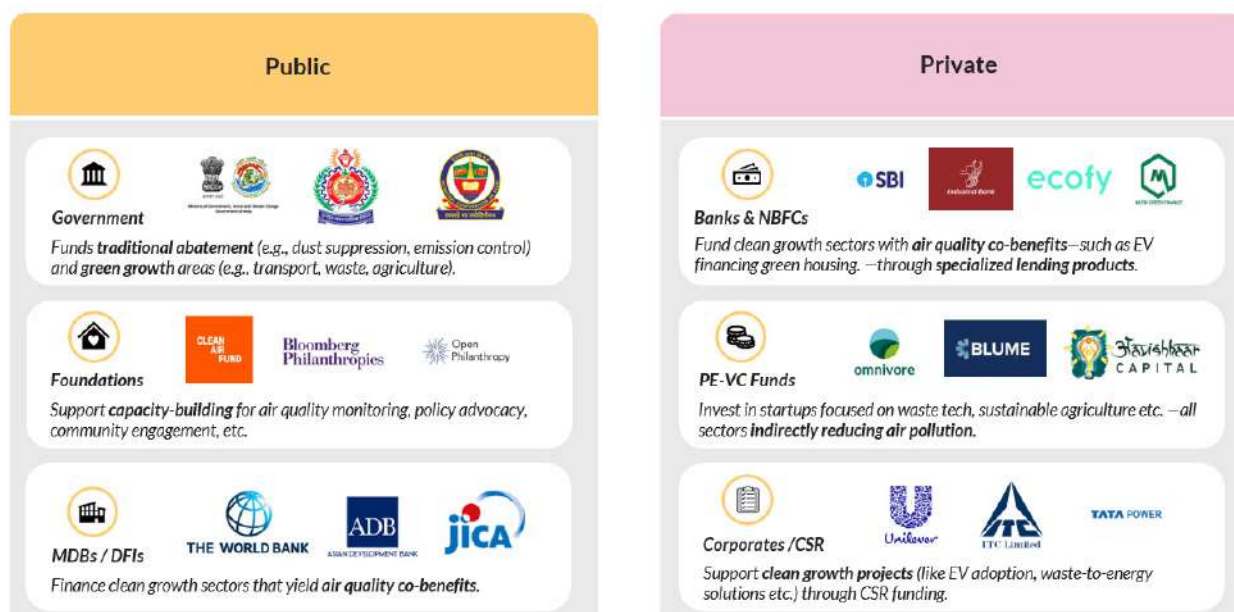 Public
Government
Funds traditional abatement (e.g., dust suppression, emission control)
and green growth areas (e.g., transport, waste, agriculture).
CLEAN
AIR
FUND
Bloomberg
Philanthropies
Open
Philanthropy
Foundations
Support capacity-building for air quality monitoring, policy advocacy,
community engagement, etc.
THE WORLD BANK
ADB
ASIAN DEVELOPMENT BANK
jICA
MDBs / DFIs
Finance clean growth sectors that yield air quality co-benefits.
Private
SBI
IndusInd Bank
ecofy
Banks & NBFCs
Fund clean growth sectors with air quality co-benefits—such as EV
financing green housing. —through specialized lending products.
omnivore
BLUME
CAPITAL
PE-VC Funds
Invest in startups focused on waste tech, sustainable agriculture etc. —all
sectors indirectly reducing air pollution.
Unilever
ITC Limited
TATA POWER
Corporates /CSR
Support clean growth projects (like EV adoption, waste-to-energy
solutions etc.) through CSR funding.